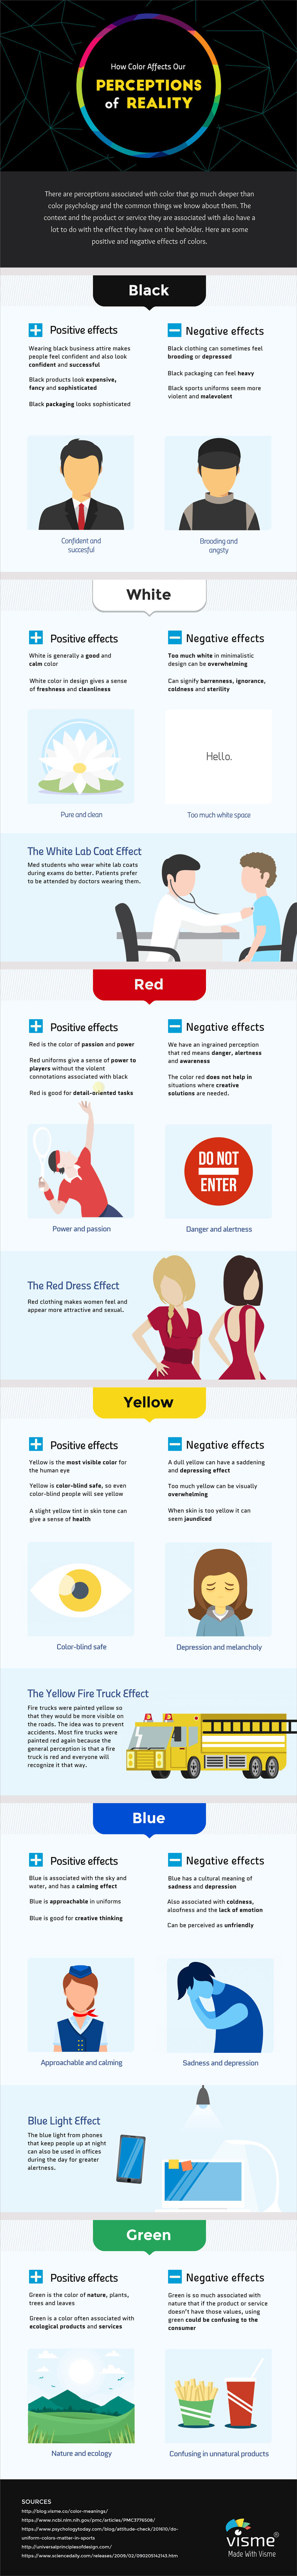 How Color Affects Our
PERCEPTIONS
of REALITY
There are perceptions associated with color that go much deeper than
color psychology and the common things we know about them. The
context and the product or service they are associated with also have a
lot to do with the effect they have on the beholder. Here are some
positive and negative effects of colors.
Black
Positive effects
Wearing black business attire makes
people feel confident and also look
confident and successful
Black products look expensive,
fancy and sophisticated
Black packaging looks sophisticated
Negative effects
Black clothing can sometimes feel
brooding or depressed
Black packaging can feel heavy
Black sports uniforms seem more
violent and malevolent
Confident and
succesful
Brooding and
angsty
White
Positive effects
White is generally a good and
calm color
White color in design gives a sense
of freshness and cleanliness
Negative effects
Too much white in minimalistic
design can be overwhelming
Can signify barrenness, ignorance,
coldness and sterility
Hello.
Pure and clean
Too much white space
The White Lab Coat Effect
Med students who wear white lab coats
during exams do better. Patients prefer
to be attended by doctors wearing them.
Red
Positive effects
Red is the color of passion and power
Red uniforms give a sense of power to
players without the violent
connotations associated with black
Red is good for detail-oriented tasks
Negative effects
We have an ingrained perception
that red means danger, alertness
and awareness
The color red does not help in
situations where creative
solutions are needed.
DO NOT
ENTER
Power and passion
Danger and alertness
The Red Dress Effect
Red clothing makes women feel and
appear more attractive and sexual.
Yellow
Positive effects
Yellow is the most visible color for
the human eye
Yellow is color-blind safe, so even
color-blind people will see yellow
A slight yellow tint in skin tone can
give a sense of health
Negative effects
A dull yellow can have a saddening
and depressing effect
Too much yellow can be visually
overwhelming
When skin is too yellow it can
seem jaundiced
Color-blind safe
Depression and melancholy
The Yellow Fire Truck Effect
Fire trucks were painted yellow so
that they would be more visible on
the roads. The idea was to prevent
accidents. Most fire trucks were
painted red again because the
general perception is that a fire
truck is red and everyone will
recognize it that way.
Blue
Positive effects
Blue is associated with the sky and
water, and has a calming effect
Blue is approachable in uniforms
Blue is good for creative thinking
Negative effects
Blue has a cultural meaning of
sadness and depression
Also associated with coldness,
aloofness and the lack of emotion
Can be perceived as unfriendly
Approachable and calming
Sadness and depression
Blue Light Effect
The blue light from phones
that keep people up at night
can also be used in offices
during the day for greater
alertness.
Green
Positive effects
Green is the color of nature, plants,
trees and leaves
Green is a color often associated with
ecological products and services
Negative effects
Green is so much associated with
nature that if the product or service
doesn't have those values, using
green could be confusing to the
consumer
Nature and ecology
Confusing in unnatural products
SOURCES
http://blog.visme.co/color-meanings/
https://www.ncbi.nlm.nih.gov/pmc/articles/PMC3776508/
https://www.psychologytoday.com/blog/attitude-check/201610/do-
uniform-colors-matter-in-sports
http://universalprinciplesofdesign.com/
https://www.sciencedaily.com/releases/2009/02/090205142143.htm
visme
Made With Visme